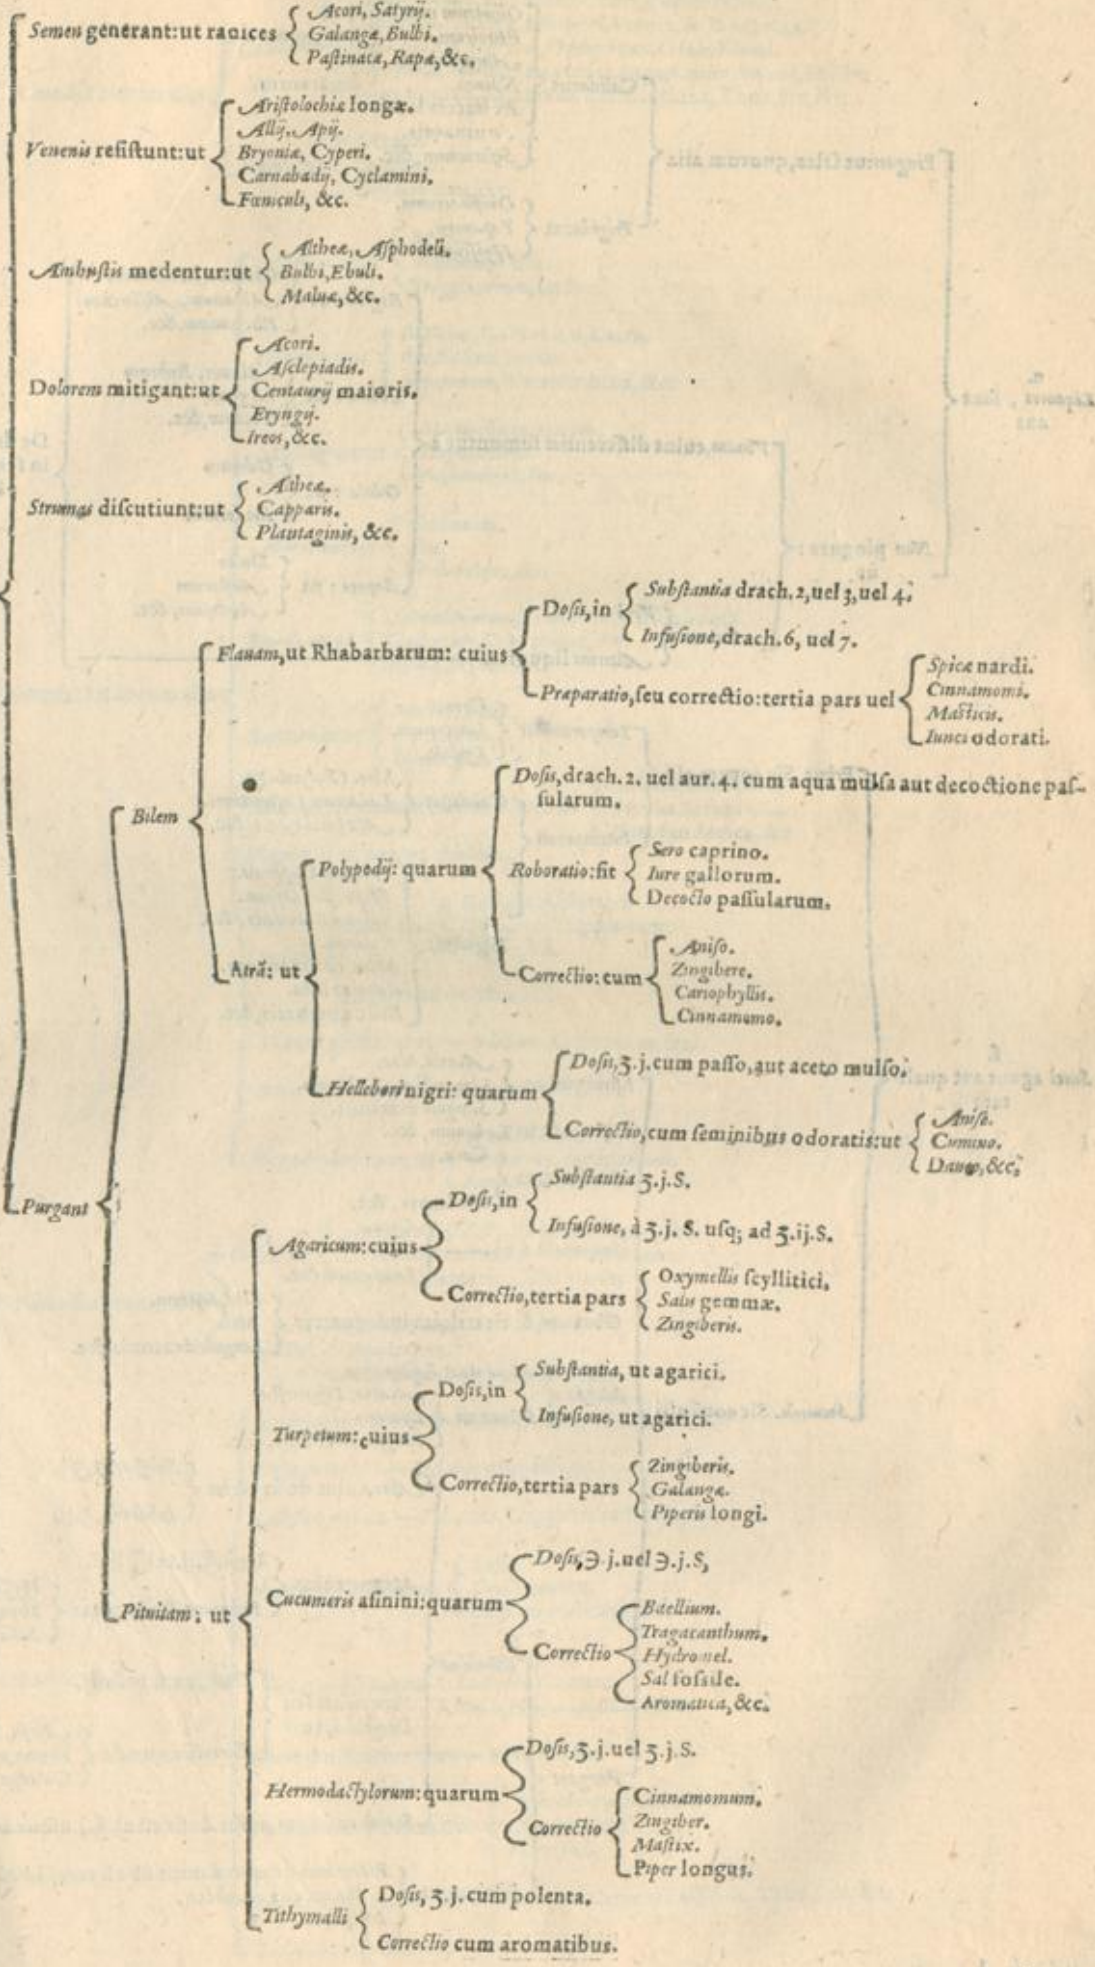 Semen generant:ut radices
Acori, Satyrij.
Galangæ, Bulbi.
Pastinacæ, Rapæ, &c.
Venenis resistunt:ut
Aristolochiæ longæ.
Allij, Apij.
Bryoniæ, Cyperi.
Carnabadij, Cyclamini.
Fœniculi, &c.
Ambustis medentur:ut
Altheæ, Asphodeli.
Bulbi, Ebuli.
Maluæ, &c.
Dolorem mitigant:ut
Acori.
Asclepiadis.
Centaurij maioris.
Eryngij.
Ireos, &c.
Strumas discutiunt:ut
Altheæ.
Capparis.
Plantaginis, &c.
Purgant
Bilem
Flauam, ut Rhabarbarum: cuius
Dosis, in
Substantia drach. 2, uel 3, uel 4.
Infusione, drach. 6, uel 7.
Præparatio, seu correctio: tertia pars uel
Spicæ nardi.
Cinnamomi.
Masticis.
Iunci odorati.
Atrã: ut
Polypodij: quarum
Dosis, drach. 2. uel aur. 4. cum aqua mulsa aut decoctione pas-
sularum.
Roboratio: fit
Sero caprino.
Iure gallorum.
Decocto passularum.
Correctio: cum
Aniso.
Zingibere.
Cariophyllis.
Cinnamomo.
Hellebori nigri: quarum
Dosis, ʒ.j. cum passo, aut aceto mulso.
Correctio, cum seminibus odoratis: ut
Aniso.
Cumino.
Dauco, &c.
Pituitam: ut
Agaricum: cuius
Dosis, in
Substantia ʒ.j.S.
Infusione, à ʒ.j. S. usq; ad ʒ.ij.S.
Correctio, tertia pars
Oxymellis scyllitici.
Salis gemmæ.
Zingiberis.
Turpetum: cuius
Dosis, in
Substantia, ut agarici.
Infusione, ut agarici.
Correctio, tertia pars
Zingiberis.
Galangæ.
Piperis longi.
Cucumeris asinini: quarum
Dosis, ℈ j. uel ℈.j.S,
Correctio
Baellium.
Tragacanthum.
Hydromel.
Sal fossile.
Aromatica, &c.
Hermodactylorum: quarum
Dosis, ʒ.j. uel ʒ.j.S.
Correctio
Cinnamomum.
Zingiber.
Mastix.
Piper longus.
Tithymalli
Dosis, ʒ.j. cum polenta.
Correctio cum aromatibus.